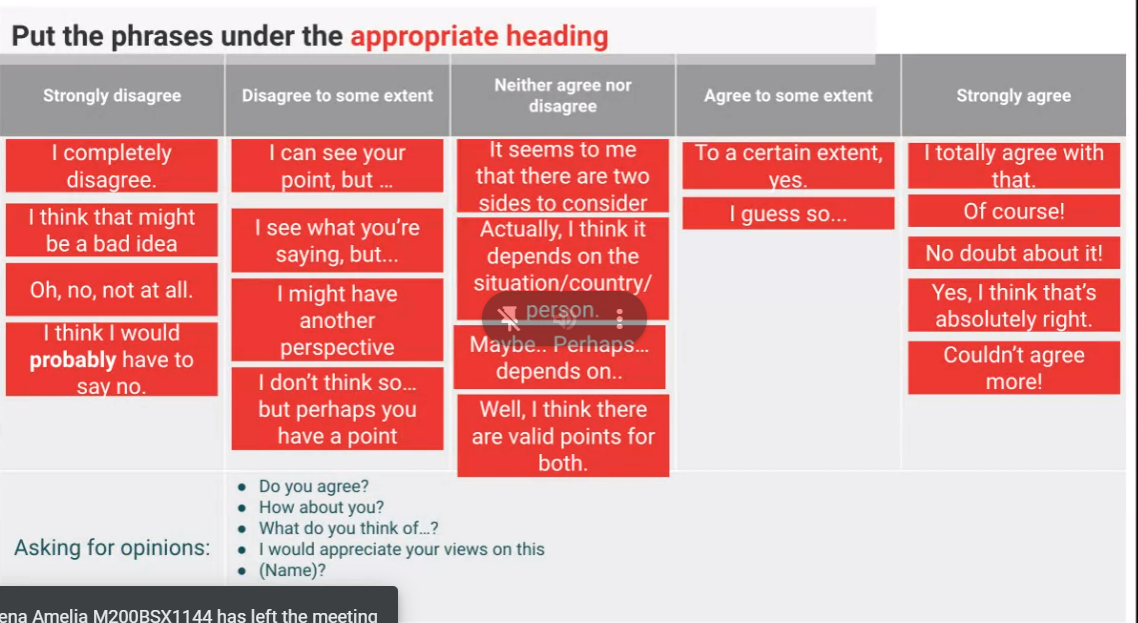 Put the phrases under the appropriate heading
Strongly disagree
Disagree to some extent
Neither agree nor
disagree
Agree to some extent
Strongly agree
I completely
disagree.
I think that might
be a bad idea
Oh, no, not at all.
I think I would
probably have to
say no.
I can see your
point, but ...
I see what you're
saying, but...
I might have
another
perspective
I don't think so...
but perhaps you
have a point
It seems to me
that there are two
sides to consider
Actually, I think it
depends on the
situation/country/
person.
Maybe.. Perhaps...
depends on..
Well, I think there
are valid points for
both.
To a certain extent,
yes.
I guess so...
I totally agree with
that.
Of course!
No doubt about it!
Yes, I think that's
absolutely right.
Couldn't agree
more!
Asking for opinions:
● Do you agree?
● How about you?
● What do you think of...?
● I would appreciate your views on this
● (Name)?
ena Amelia M200BSX1144 has left the meeting